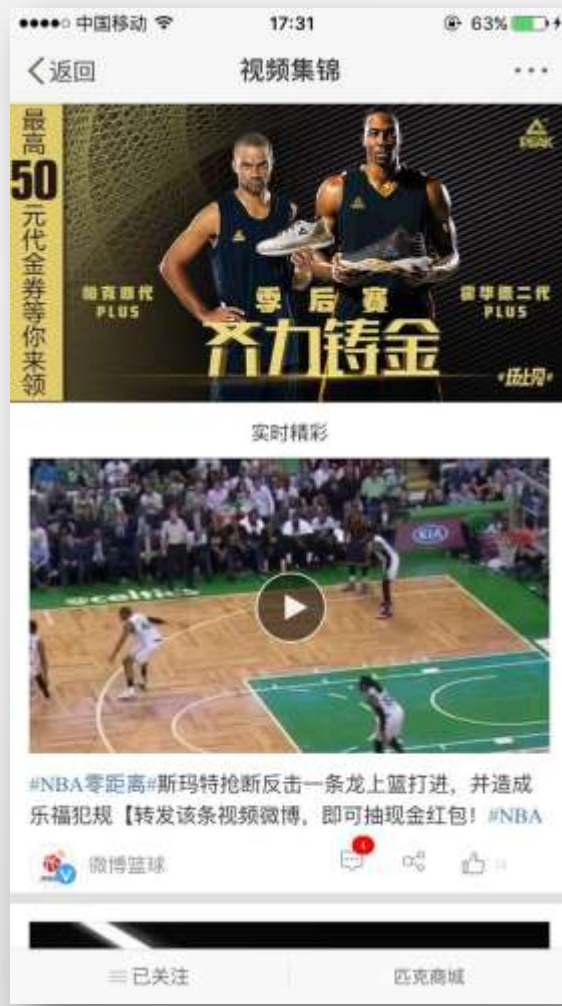 中国移动
17:31
63%
返回
视频集锦
最高50元代金券等你来领
PEAK
帕克四代
PLUS
霍华德二代
PLUS
季后赛
齐力铸金
实时精彩
KIA
@celtics
#NBA零距离#斯玛特抢断反击一条龙上篮打进，并造成
乐福犯规【转发该条视频微博，即可抽现金红包！#NBA
微博篮球
已关注
匹克商城